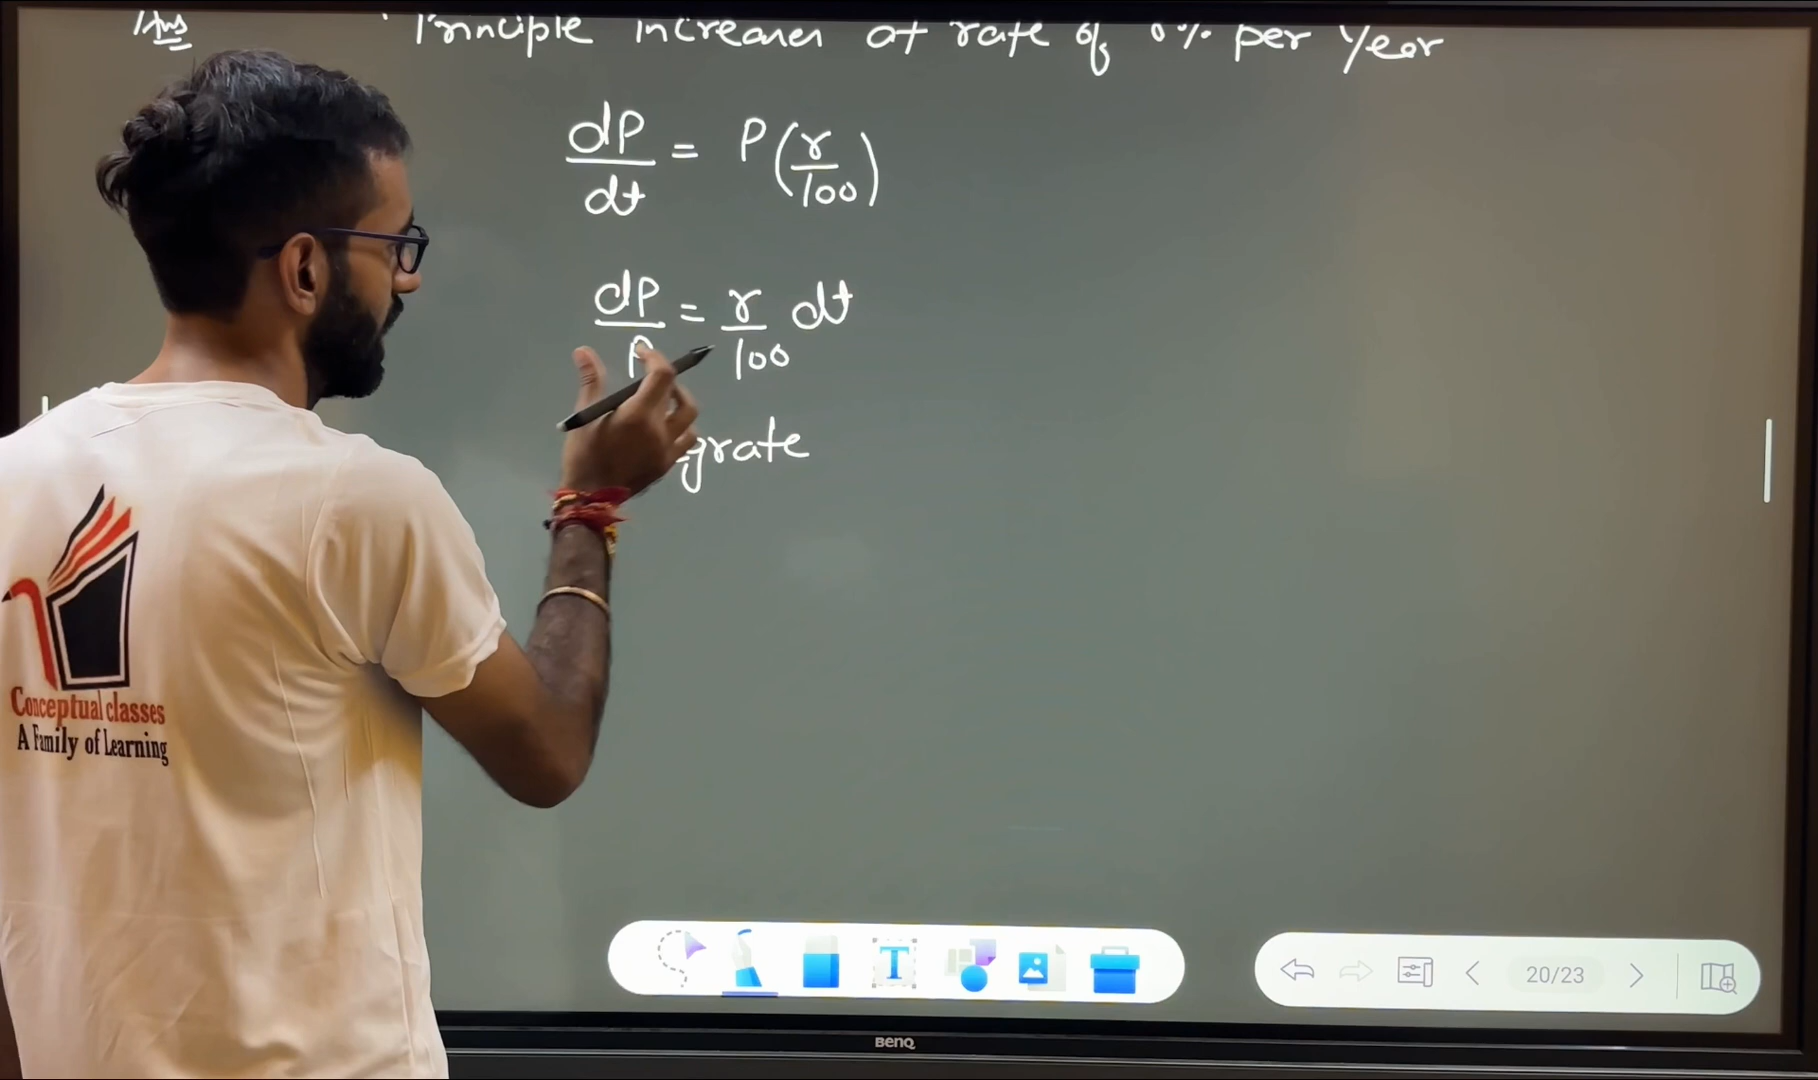 Ans
Principle increases at rate of % per year
dP/dt = P(r/100)
dP/P = r/100 dt
grate
Conceptual classes
A Family of Learning
T
20/23
BenQ